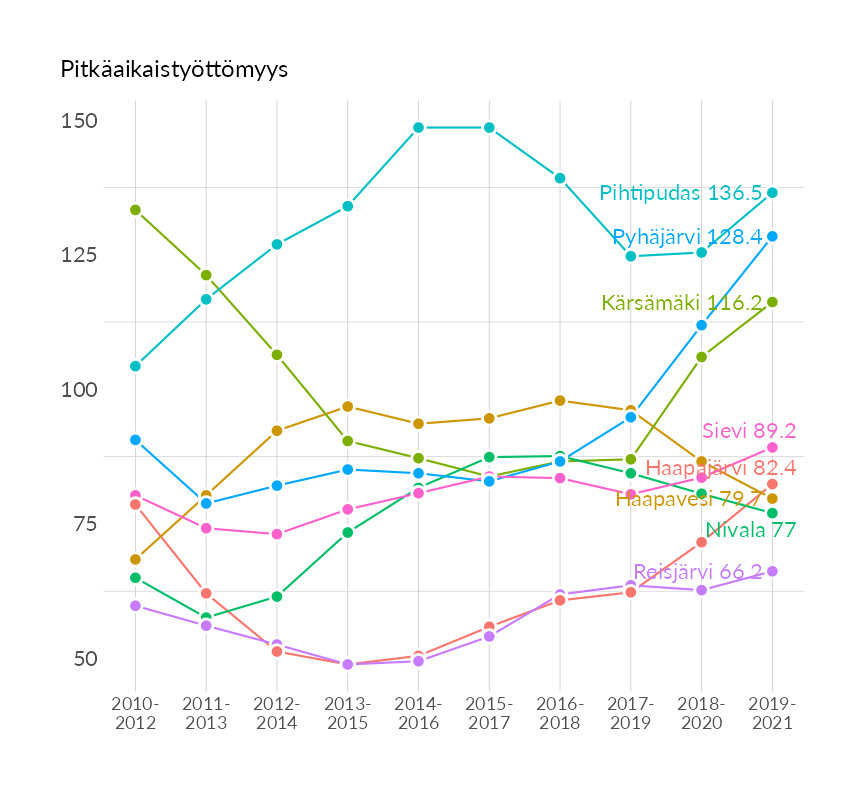 Pitkäaikaistyöttömyys
150
125
100
75
50
Pihtipudas 136.5
Pyhäjärvi 128.4
Kärsämäki 116.2
Sievi 89.2
Haapajärvi 82.4
Haapavesi 79.7
Nivala 77
Reisjärvi 66.2
2010-
2012
2011-
2013
2012-
2014
2013-
2015
2014-
2016
2015-
2017
2016-
2018
2017-
2019
2018-
2020
2019-
2021